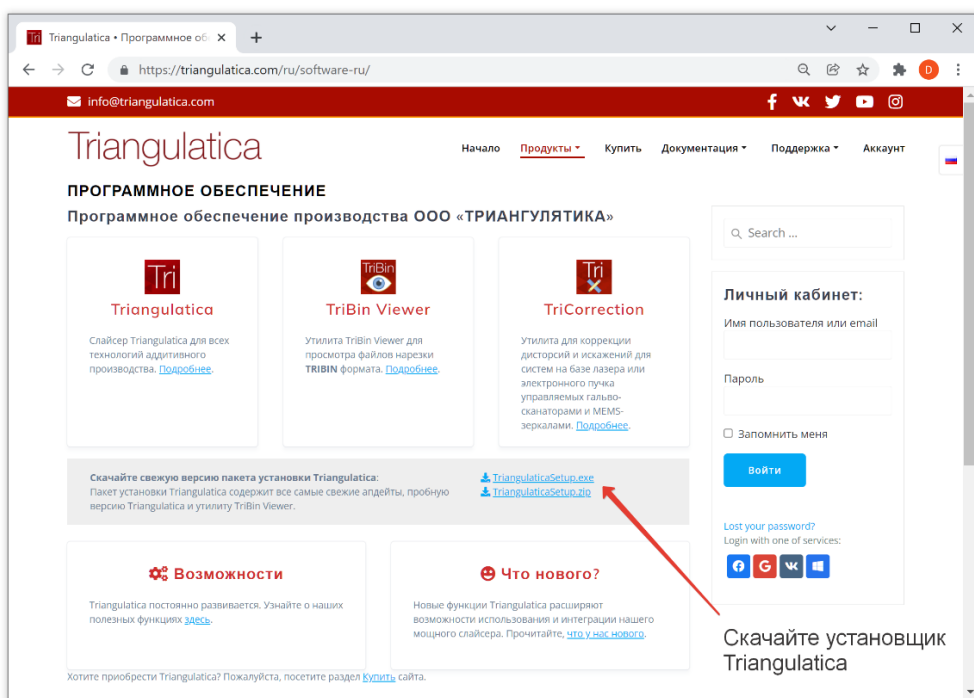 Triangulatica • Программное об
https://triangulatica.com/ru/software-ru/
D
info@triangulatica.com
Triangulatica
Начало Продукты Купить Документация Поддержка Аккаунт
ПРОГРАММНОЕ ОБЕСПЕЧЕНИЕ
Программное обеспечение производства ООО «ТРИАНГУЛЯТИКА»
Tri
Triangulatica
Слайсер Triangulatica для всех
технологий аддитивного
производства. Подробнее.
TriBin
TriBin Viewer
Утилита TriBin Viewer для
просмотра файлов нарезки
TRIBIN формата. Подробнее.
Tri
TriCorrection
Утилита для коррекции
дисторсий и искажений для
систем на базе лазера или
электронного пучка
управляемых гальво-
сканаторами и MEMS-
зеркалами. Подробнее.
Скачайте свежую версию пакета установки Triangulatica:
Пакет установки Triangulatica содержит все самые свежие апдейты, пробную
версию Triangulatica и утилиту TriBin Viewer.
TriangulaticaSetup.exe
TriangulaticaSetup.zip
Возможности
Triangulatica постоянно развивается. Узнайте о наших
полезных функциях здесь.
Что нового?
Новые функции Triangulatica расширяют
возможности использования и интеграции нашего
мощного слайсера. Прочитайте, что у нас нового.
Хотите приобрести Triangulatica? Пожалуйста, посетите раздел Купить сайта.
Search ...
Личный кабинет:
Имя пользователя или email
Пароль
Запомнить меня
Войти
Lost your password?
Login with one of services:
Скачайте установщик
Triangulatica